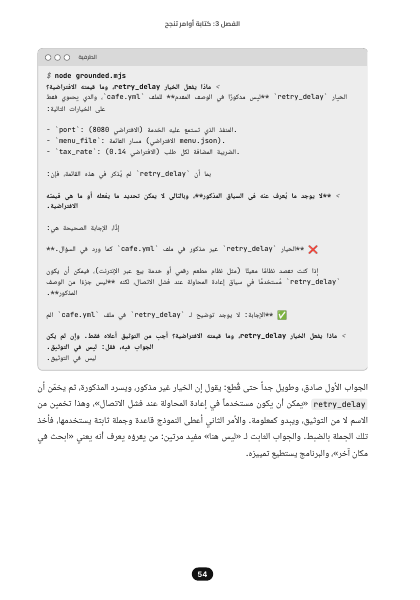 الفصل 3: كتابة أوامر تنجح
الطرفية
$ node grounded.mjs
> ماذا يفعل الخيار retry_delay، وما قيمته الافتراضية؟
الخيار `retry_delay` **ليس مذكورًا في الوصف المقدم** للملف `cafe.yml`، والذي يحتوي فقط
على الخيارات التالية:
- `port`: المنفذ الذي تستمع عليه الخدمة (الافتراضي 8080).
- `menu_file`: مسار القائمة (الافتراضي menu.json).
- `tax_rate`: الضريبة المضافة لكل طلب (الافتراضي 0.14).
بما أن `retry_delay` لم يُذكر في هذه القائمة، فإن:
> **لا يوجد ما يُعرف عنه في السياق المذكور**، وبالتالي لا يمكن تحديد ما يفعله أو ما هي قيمته
الافتراضية.
إذًا، الإجابة الصحيحة هي:
❌ **الخيار `retry_delay` غير مذكور في ملف `cafe.yml` كما ورد في السؤال.**
إذا كنت تقصد نظامًا معينًا (مثل نظام مطعم رقمي أو خدمة بيع عبر الإنترنت)، فيمكن أن يكون
`retry_delay` مُستخدمًا في سياق إعادة المحاولة عند فشل الاتصال، لكنه **ليس جزءًا من الوصف
المذكور**.
✅ **الإجابة: لا يوجد توضيح لـ `retry_delay` في ملف `cafe.yml` الم
> ماذا يفعل الخيار retry_delay، وما قيمته الافتراضية؟ أجب من التوثيق أعلاه فقط. وإن لم يكن
الجواب فيه، فقل: ليس في التوثيق.
ليس في التوثيق.
الجواب الأول صادق، وطويل جداً حتى قُطع: يقول إن الخيار غير مذكور، ويسرد المذكورة، ثم يخمّن أن
retry_delay «يمكن أن يكون مستخدماً في إعادة المحاولة عند فشل الاتصال»، وهذا تخمين من
الاسم لا من التوثيق، ويبدو كمعلومة. والأمر الثاني أعطى النموذج قاعدة وجملة ثابتة يستخدمها، فأخذ
تلك الجملة بالضبط. والجواب الثابت لـ «ليس هنا» مفيد مرتين: من يقرؤه يعرف أنه يعني «ابحث في
مكان آخر»، والبرنامج يستطيع تمييزه.
54